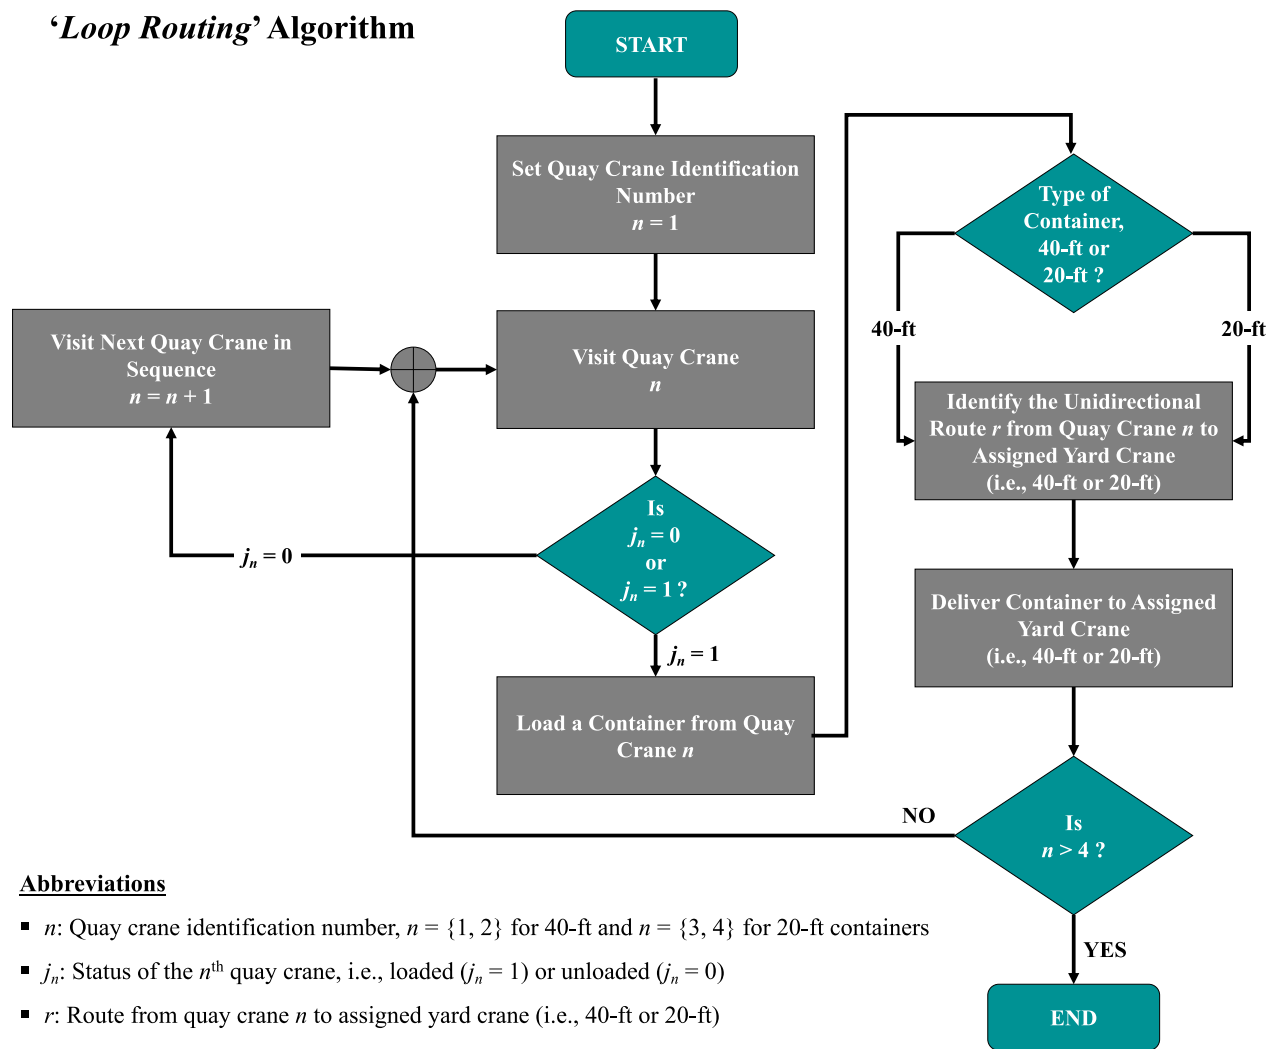 ‘Loop Routing’ Algorithm
START
Set Quay Crane Identification
Number
n = 1
Visit Next Quay Crane in
Sequence
n = n + 1
Visit Quay Crane
n
Is
jn = 0
or
jn = 1 ?
jn = 0
jn = 1
Load a Container from Quay
Crane n
Type of
Container,
40-ft or
20-ft ?
40-ft
20-ft
Identify the Unidirectional
Route r from Quay Crane n to
Assigned Yard Crane
(i.e., 40-ft or 20-ft)
Deliver Container to Assigned
Yard Crane
(i.e., 40-ft or 20-ft)
Is
n > 4 ?
NO
YES
END
Abbreviations
▪ n: Quay crane identification number, n = {1, 2} for 40-ft and n = {3, 4} for 20-ft containers
▪ jn: Status of the nth quay crane, i.e., loaded (jn = 1) or unloaded (jn = 0)
▪ r: Route from quay crane n to assigned yard crane (i.e., 40-ft or 20-ft)